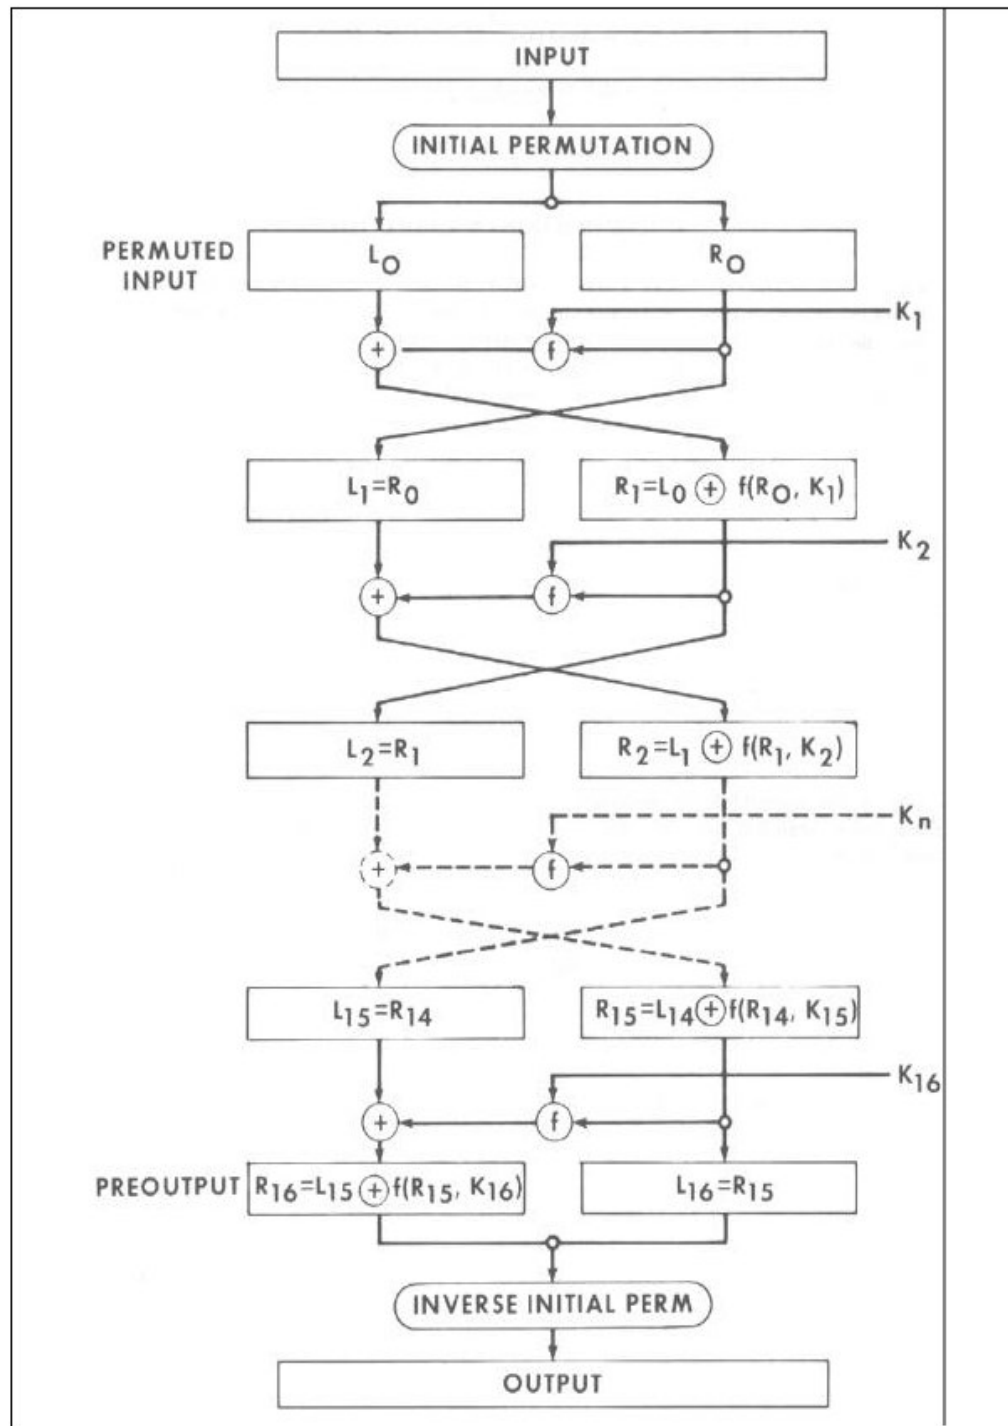 INPUT
INITIAL PERMUTATION
PERMUTED
INPUT
L₀
R₀
K₁
+
f
L₁=R₀
R₁=L₀ ⊕ f(R₀, K₁)
K₂
+
f
L₂=R₁
R₂=L₁ ⊕ f(R₁, K₂)
Kₙ
+
f
L₁₅=R₁₄
R₁₅=L₁₄ ⊕ f(R₁₄, K₁₅)
K₁₆
+
f
PREOUTPUT
R₁₆=L₁₅ ⊕ f(R₁₅, K₁₆)
L₁₆=R₁₅
INVERSE INITIAL PERM
OUTPUT